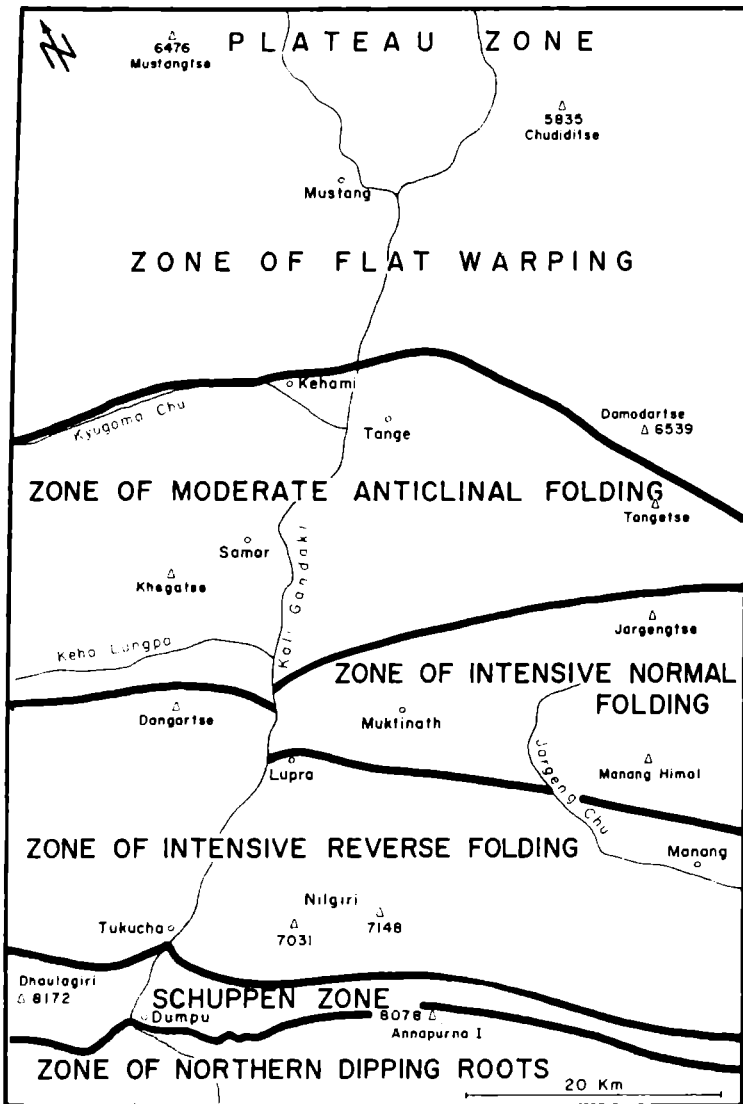 N
6476
Mustangtse
PLATEAU ZONE
5835
Chudiditse
Mustang
ZONE OF FLAT WARPING
Kehami
Kyugoma Chu
Tange
Damodartse
6539
ZONE OF MODERATE ANTICLINAL FOLDING
Tangetse
Samar
Khegatse
Kali Gandaki
Keha Lungpa
Jargengtse
ZONE OF INTENSIVE NORMAL
FOLDING
Dangartse
Muktinath
Lupra
Jargeng Chu
Manang Himal
ZONE OF INTENSIVE REVERSE FOLDING
Manang
Nilgiri
7031
7148
Tukucha
Dhaulagiri
8172
SCHUPPEN ZONE
Dumpu
8078
Annapurna I
ZONE OF NORTHERN DIPPING ROOTS
20 Km